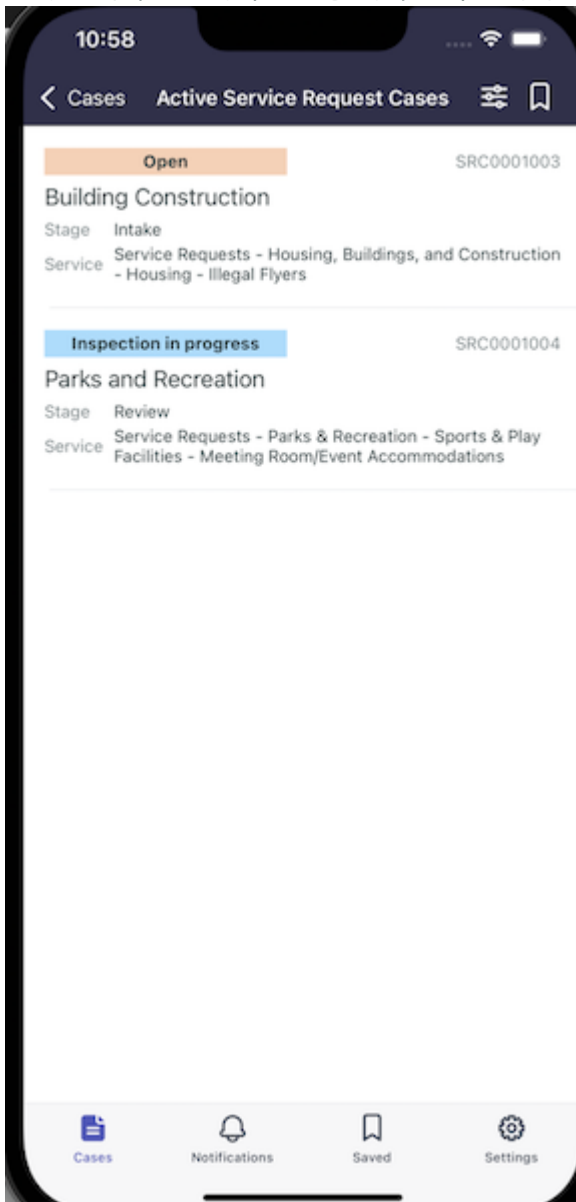 10:58
Cases Active Service Request Cases
Open SRC0001003
Building Construction
Stage Intake
Service Service Requests - Housing, Buildings, and Construction
- Housing - Illegal Flyers
Inspection in progress SRC0001004
Parks and Recreation
Stage Review
Service Service Requests - Parks & Recreation - Sports & Play
Facilities - Meeting Room/Event Accommodations
Cases Notifications Saved Settings